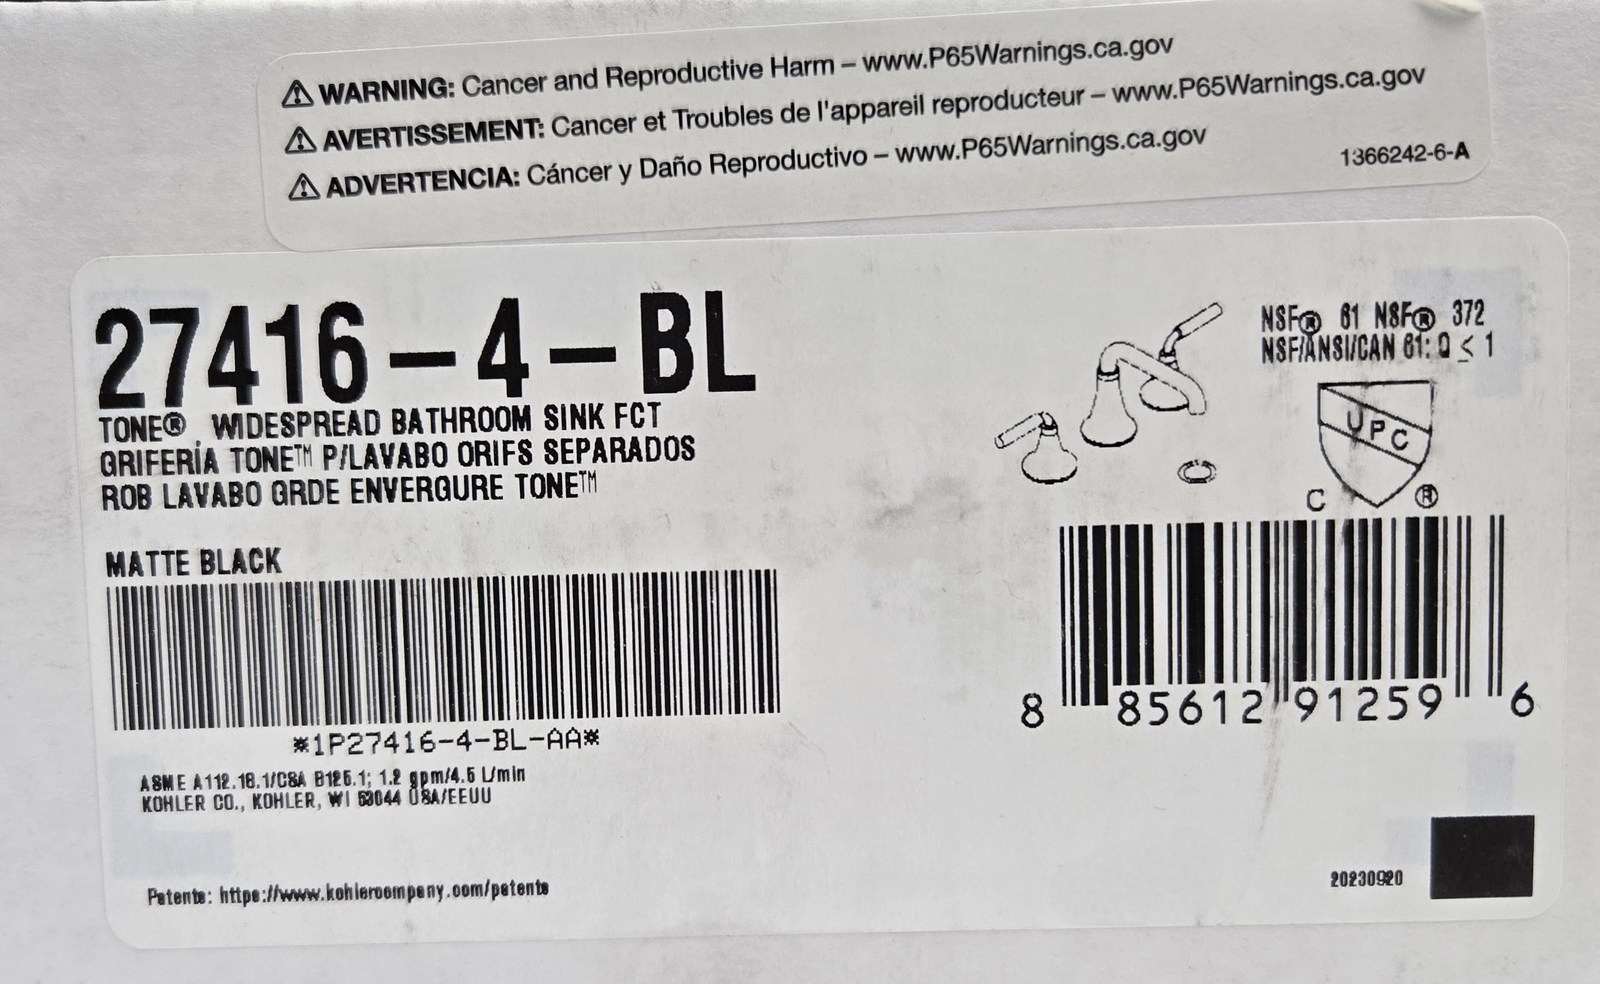 ⚠ WARNING: Cancer and Reproductive Harm – www.P65Warnings.ca.gov
⚠ AVERTISSEMENT: Cancer et Troubles de l'appareil reproducteur – www.P65Warnings.ca.gov
⚠ ADVERTENCIA: Cáncer y Daño Reproductivo – www.P65Warnings.ca.gov
1366242-6-A
27416-4-BL
TONE® WIDESPREAD BATHROOM SINK FCT
GRIFERÍA TONE™ P/LAVABO ORIFS SEPARADOS
ROB LAVABO GRDE ENVERGURE TONE™
MATTE BLACK
*1P27416-4-BL-AA*
ASME A112.18.1/CSA B125.1; 1.2 gpm/4.5 L/min
KOHLER CO., KOHLER, WI 53044 USA/EEUU
Patents: https://www.kohlercompany.com/patents
NSF® 61 NSF® 372
NSF/ANSI/CAN 61: Q ≤ 1
UPC
C ®
8 85612 91259 6
20230920